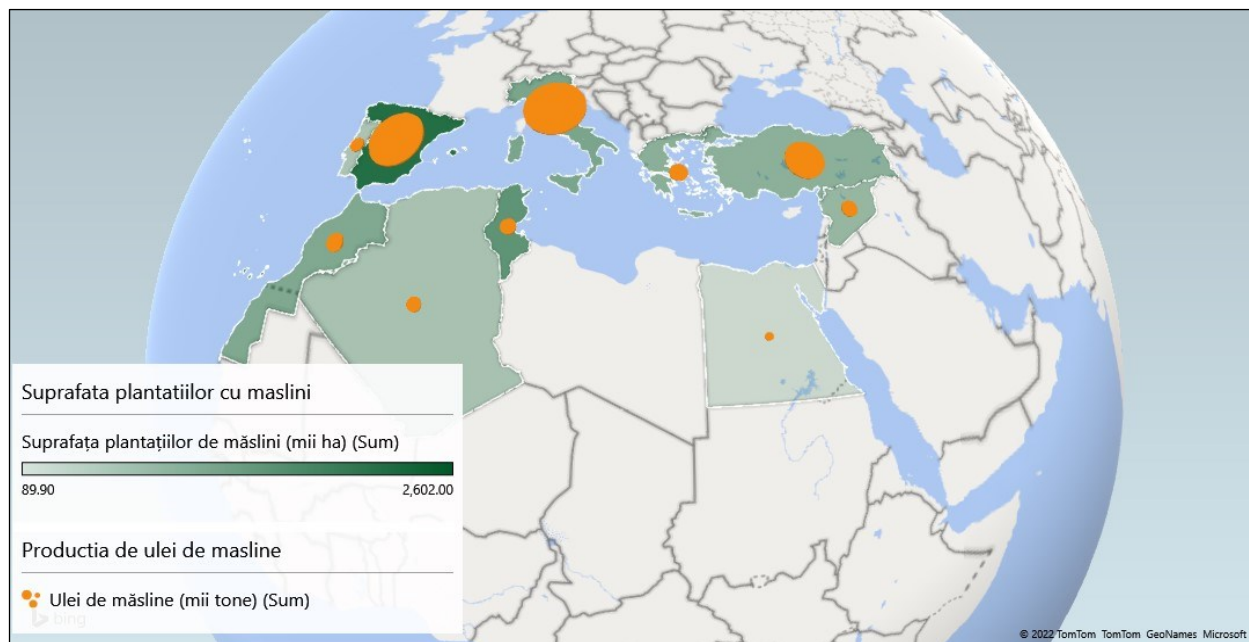 Suprafata plantatiilor cu maslini
Suprafața plantațiilor de măslini (mii ha) (Sum)
89.90 2,602.00
Productia de ulei de masline
Ulei de măsline (mii tone) (Sum)
bing
© 2022 TomTom TomTom GeoNames Microsoft